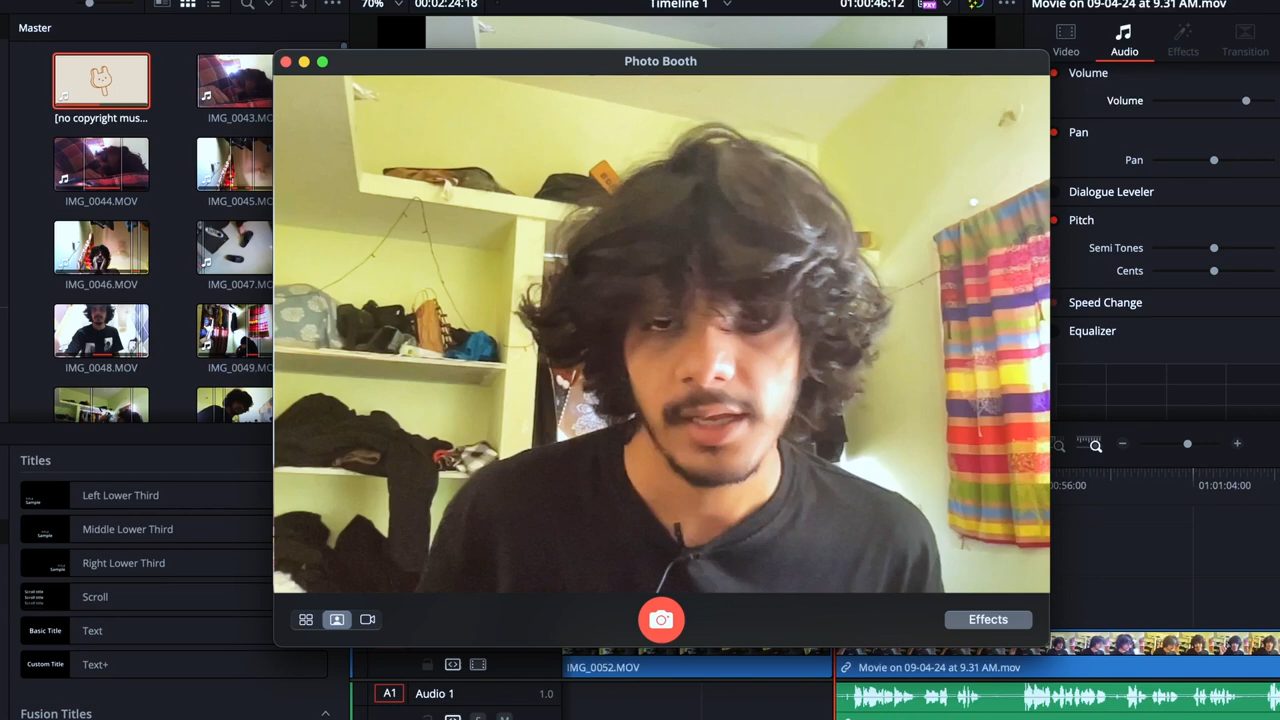 70%
00:02:24:18
Timeline 1
01:00:46:12
Movie on 09-04-24 at 9.31 AM.mov
Master
Photo Booth
Video
Audio
Effects
Transition
[no copyright mus...
IMG_0043.MO
IMG_0044.MOV
IMG_0045.
IMG_0046.MOV
IMG_0047.
IMG_0048.MOV
IMG_0049.
Volume
Volume
Pan
Pan
Dialogue Leveler
Pitch
Semi Tones
Cents
Speed Change
Equalizer
00:56:00
01:01:04:00
Titles
Left Lower Third
Middle Lower Third
Right Lower Third
Scroll
Basic Title
Text
Custom Title
Text+
Fusion Titles
Effects
IMG_0052.MOV
Movie on 09-04-24 at 9.31 AM.mov
A1
Audio 1
1.0